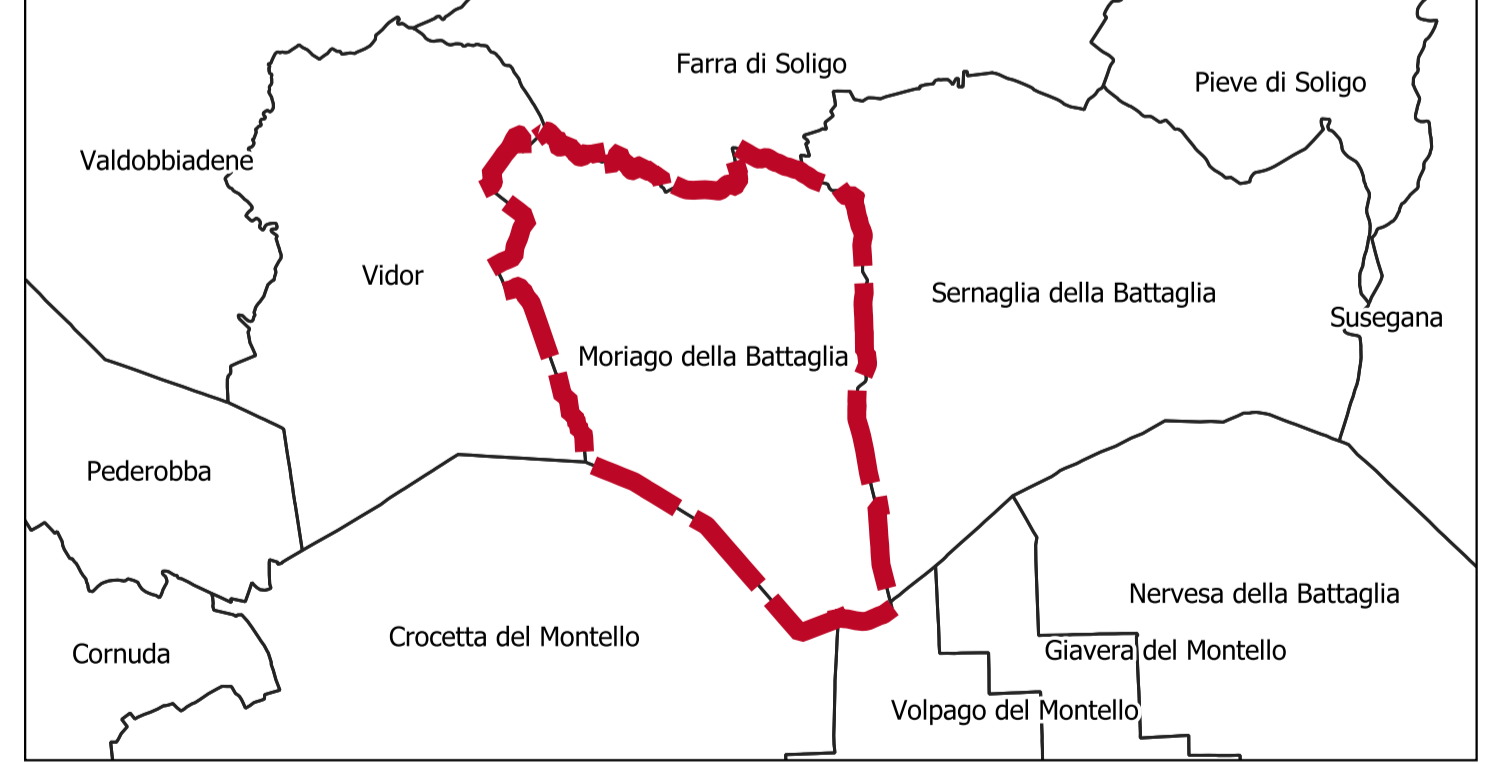 Farra di Soligo
Pieve di Soligo
Valdobbiadene
Vidor
Sernaglia della Battaglia
Susegana
Moriago della Battaglia
Pederobba
Nervesa della Battaglia
Crocetta del Montello
Giavera del Montello
Cornuda
Volpago del Montello